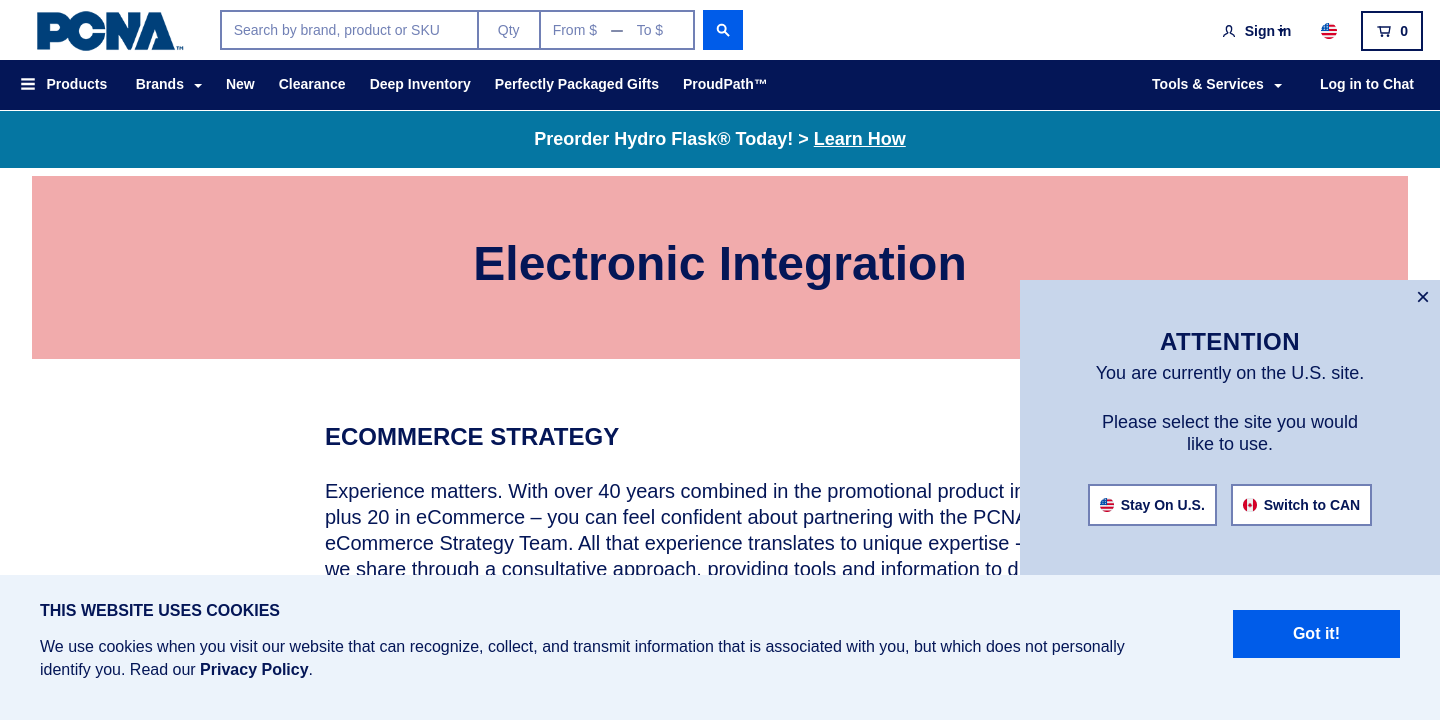 PCNA™
Search by brand, product or SKU
Qty
From $ — To $
Sign in
0
Products
Brands
New
Clearance
Deep Inventory
Perfectly Packaged Gifts
ProudPath™
Tools & Services
Log in to Chat
Preorder Hydro Flask® Today! > Learn How
Electronic Integration
×
ATTENTION
You are currently on the U.S. site.
Please select the site you would
like to use.
Stay On U.S.
Switch to CAN
ECOMMERCE STRATEGY
Experience matters. With over 40 years combined in the promotional product
plus 20 in eCommerce – you can feel confident about partnering with the PCNA
eCommerce Strategy Team. All that experience translates to unique expertise
we share through a consultative approach, providing tools and information to
THIS WEBSITE USES COOKIES
We use cookies when you visit our website that can recognize, collect, and transmit information that is associated with you, but which does not personally
identify you. Read our Privacy Policy.
Got it!